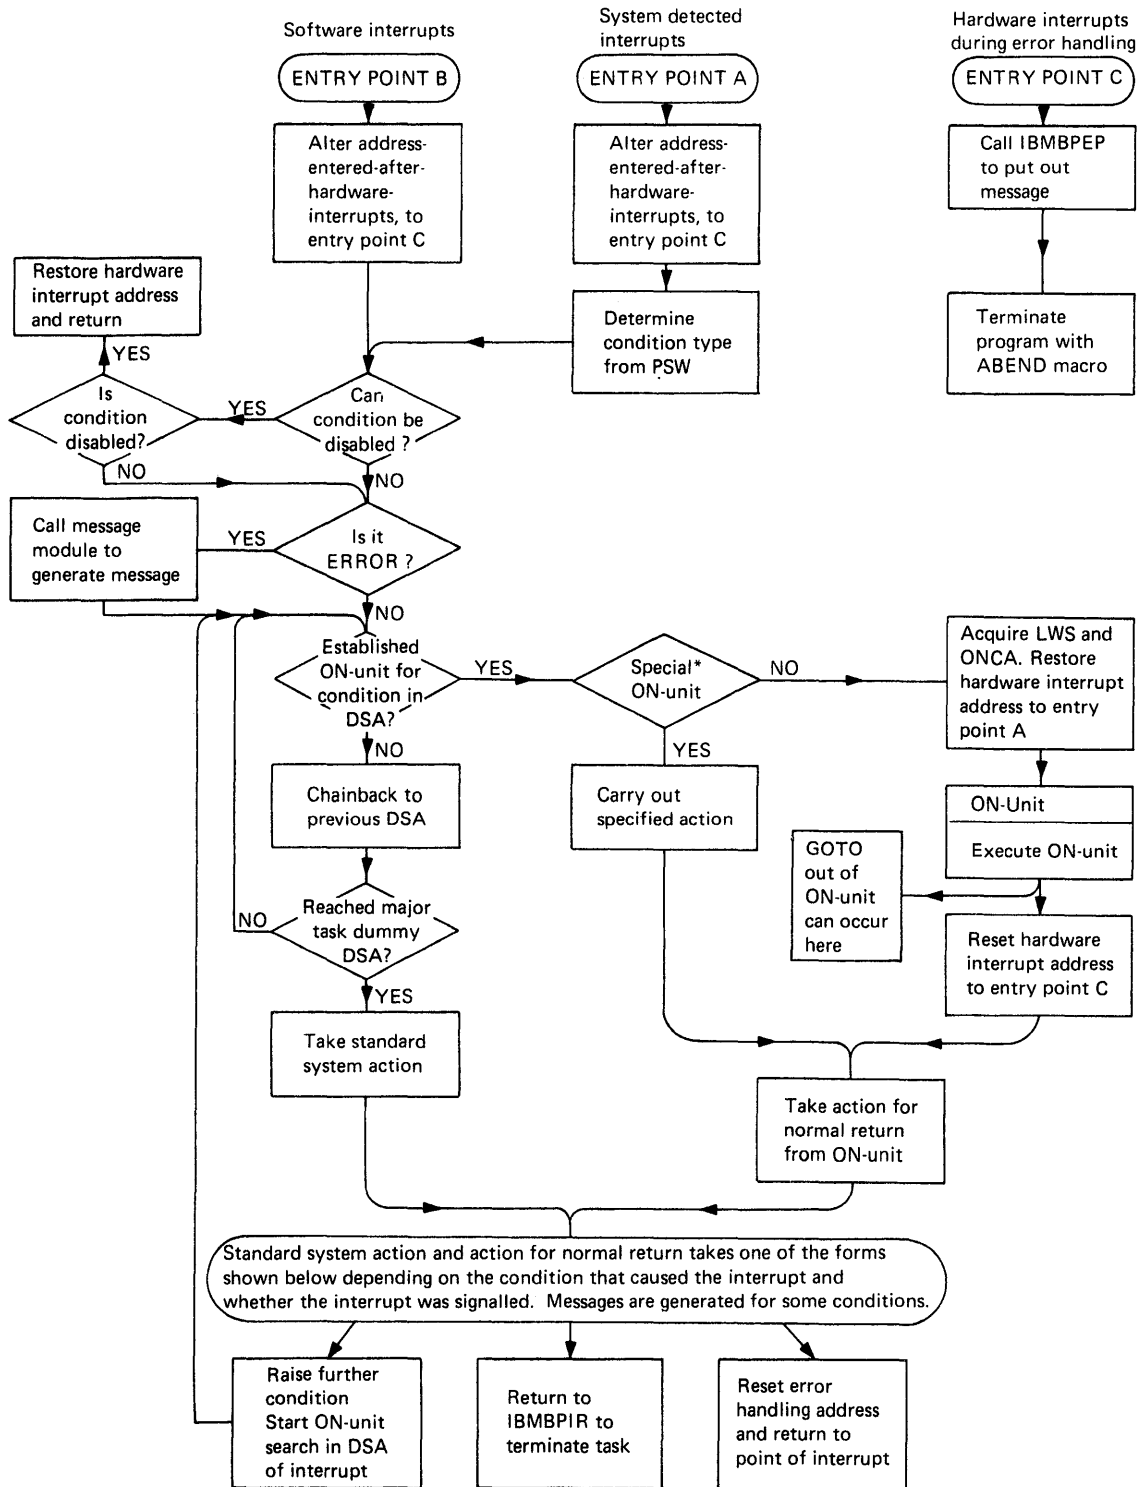 Software interrupts
System detected
interrupts
Hardware interrupts
during error handling
ENTRY POINT B
ENTRY POINT A
ENTRY POINT C
Alter address-
entered-after-
hardware-
interrupts, to
entry point C
Alter address-
entered-after-
hardware-
interrupts, to
entry point C
Call IBMBPEP
to put out
message
Restore hardware
interrupt address
and return
Determine
condition type
from PSW
Terminate
program with
ABEND macro
YES
Is
condition
disabled?
YES
Can
condition be
disabled ?
NO
NO
Call message
module to
generate message
YES
Is it
ERROR ?
NO
Established
ON-unit for
condition in
DSA?
YES
Special*
ON-unit
NO
Acquire LWS and
ONCA. Restore
hardware interrupt
address to entry
point A
NO
YES
Chainback to
previous DSA
Carry out
specified action
ON-Unit
Execute ON-unit
GOTO
out of
ON-unit
can occur
here
NO
Reached major
task dummy
DSA?
Reset hardware
interrupt address
to entry point C
YES
Take standard
system action
Take action for
normal return
from ON-unit
Standard system action and action for normal return takes one of the forms
shown below depending on the condition that caused the interrupt and
whether the interrupt was signalled. Messages are generated for some conditions.
Raise further
condition
Start ON-unit
search in DSA
of interrupt
Return to
IBMBPIR to
terminate task
Reset error
handling address
and return to
point of interrupt